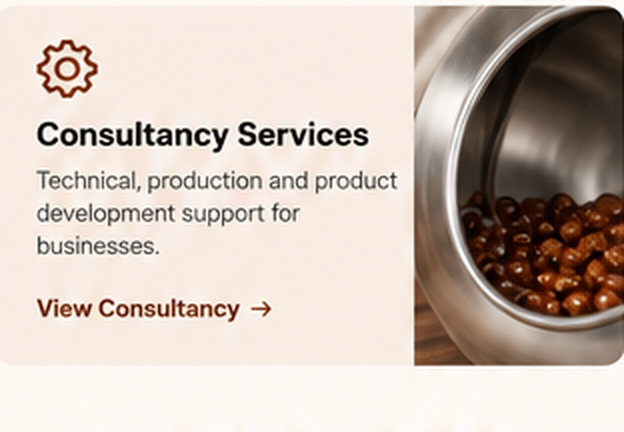 Consultancy Services
Technical, production and product
development support for
businesses.
View Consultancy →